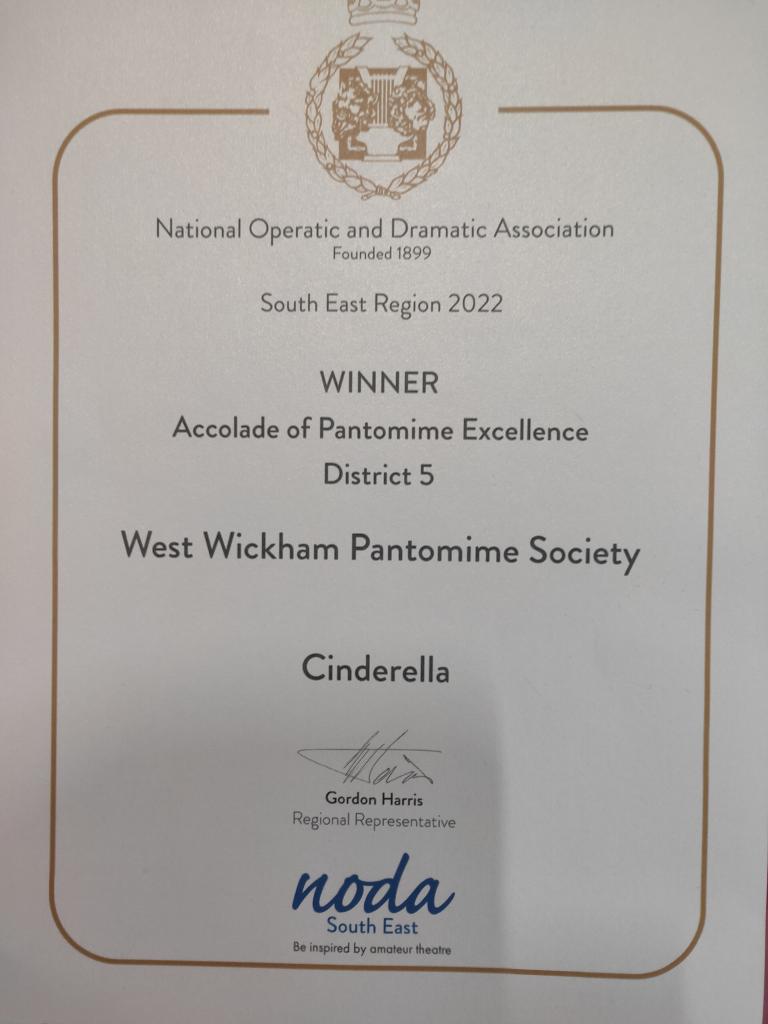 National Operatic and Dramatic Association
Founded 1899
South East Region 2022
WINNER
Accolade of Pantomime Excellence
District 5
West Wickham Pantomime Society
Cinderella
Gordon Harris
Regional Representative
noda
South East
Be inspired by amateur theatre